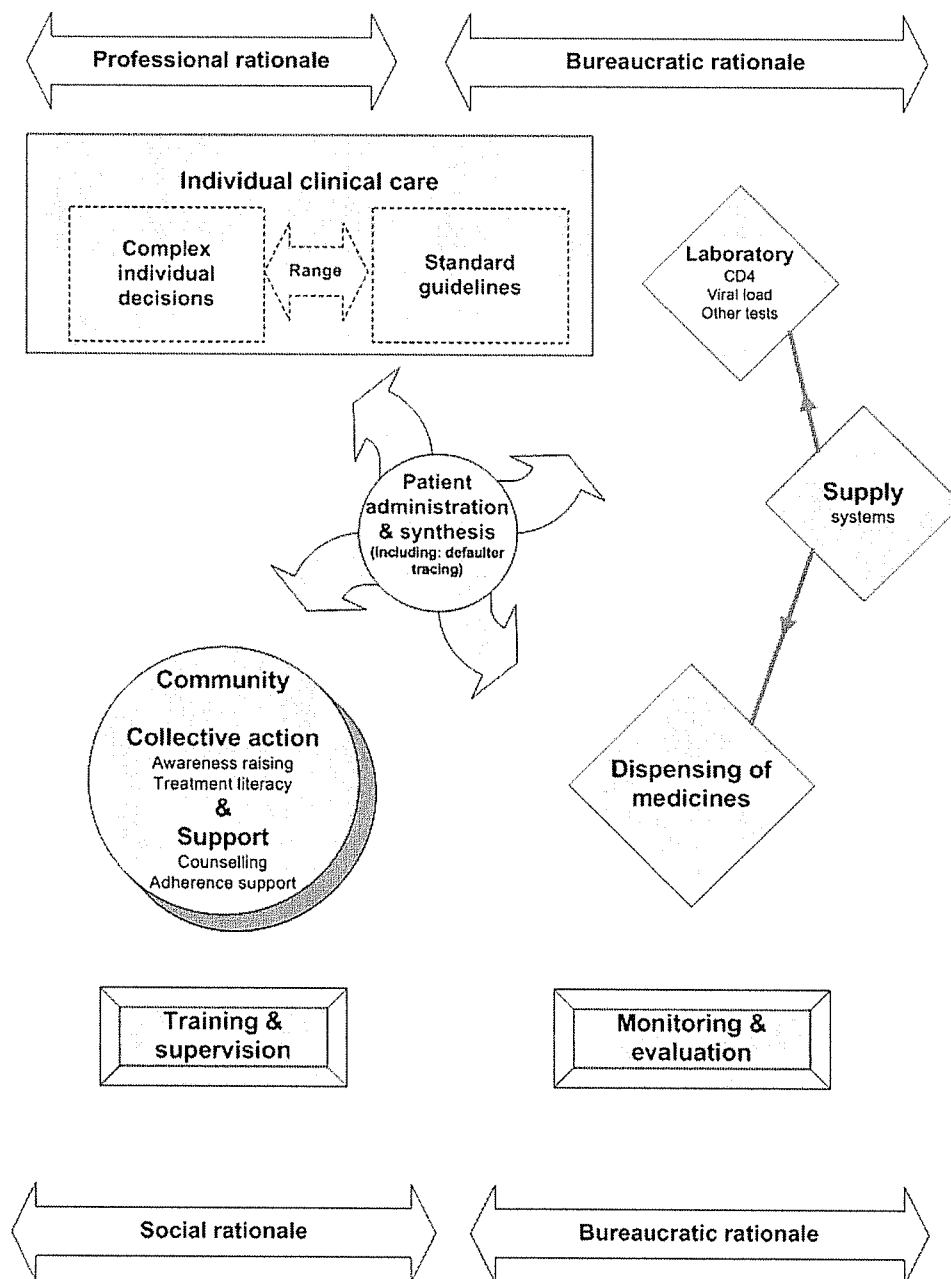 Professional rationale
Bureaucratic rationale
Individual clinical care
Complex
individual
decisions
Range
Standard
guidelines
Laboratory
CD4
Viral load
Other tests
Supply
systems
Patient
administration
& synthesis
(including: defaulter
tracing)
Community
Collective action
Awareness raising
Treatment literacy
&
Support
Counselling
Adherence support
Dispensing of
medicines
Training &
supervision
Monitoring &
evaluation
Social rationale
Bureaucratic rationale